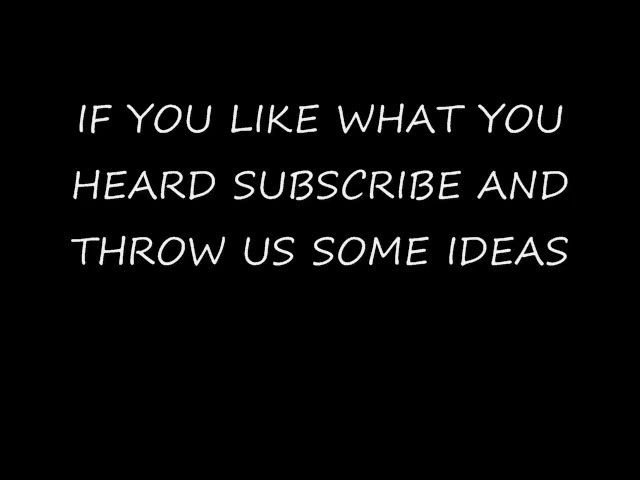 IF YOU LIKE WHAT YOU
HEARD SUBSCRIBE AND
THROW US SOME IDEAS